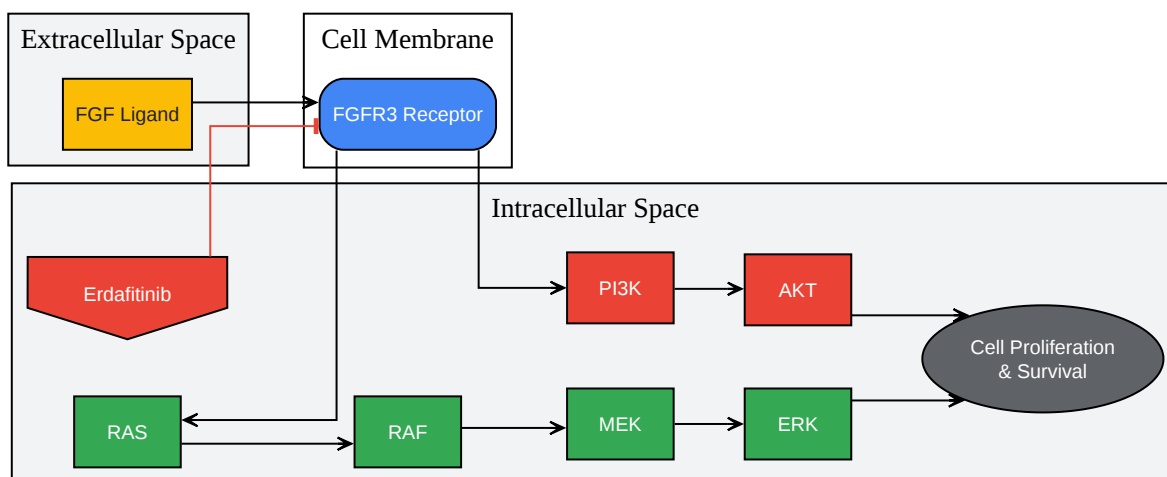 Extracellular Space
Cell Membrane
FGF Ligand
FGFR3 Receptor
Intracellular Space
Erdafitinib
PI3K
AKT
Cell Proliferation
& Survival
RAS
RAF
MEK
ERK